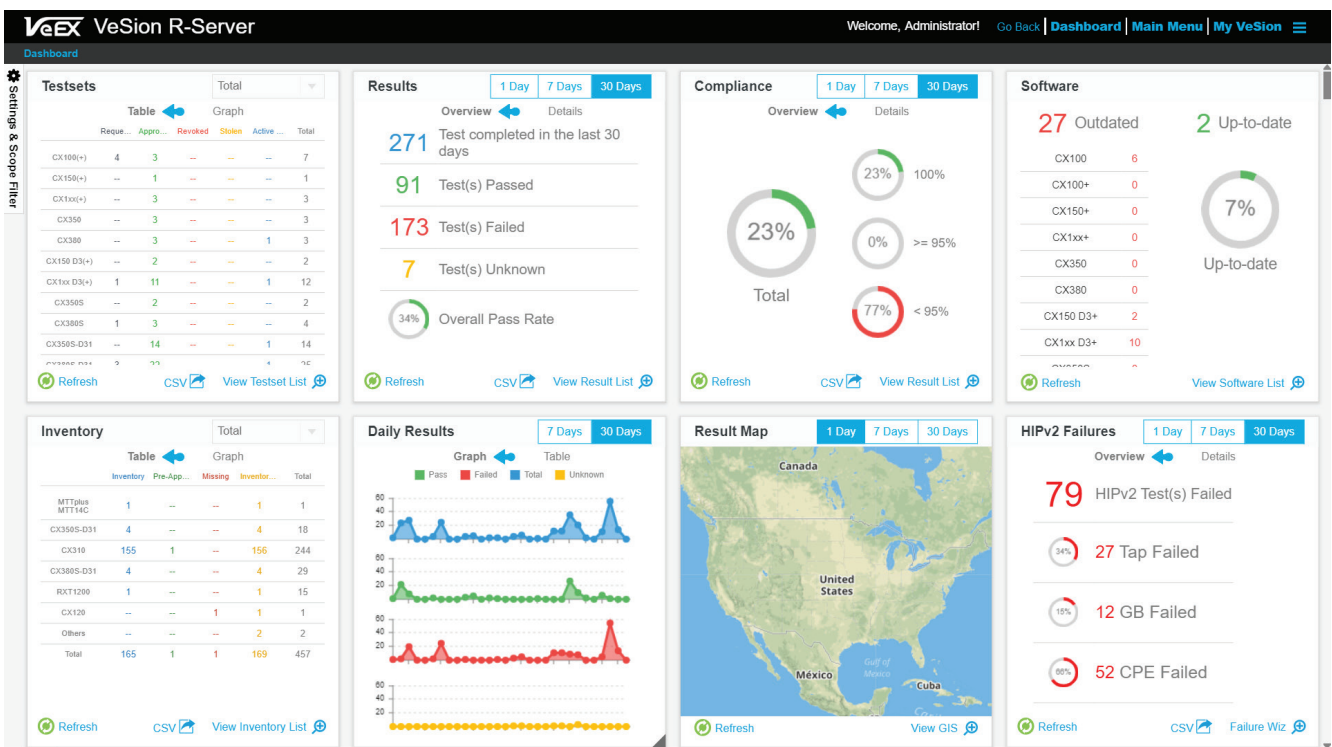 VeEX VeSion R-Server
Welcome, Administrator! Go Back Dashboard Main Menu My VeSion
Dashboard
Settings & Scope Filter
Testsets Total
Table Graph
Reque... Appro... Revoked Stolen Active ... Total
CX100(+) 4 3 -- -- -- 7
CX150(+) -- 1 -- -- -- 1
CX1xx(+) -- 3 -- -- -- 3
CX350 -- 3 -- -- -- 3
CX380 -- 3 -- -- 1 3
CX150 D3(+) -- 2 -- -- -- 2
CX1xx D3(+) 1 11 -- -- 1 12
CX350S -- 2 -- -- -- 2
CX380S 1 3 -- -- -- 4
CX350S-D31 -- 14 -- -- 1 14
CX380S-D31 3 22 -- -- 1 25
Refresh CSV View Testset List
Results 1 Day 7 Days 30 Days
Overview Details
271 Test completed in the last 30
days
91 Test(s) Passed
173 Test(s) Failed
7 Test(s) Unknown
34% Overall Pass Rate
Refresh CSV View Result List
Compliance 1 Day 7 Days 30 Days
Overview Details
23%
Total
23% 100%
0% >= 95%
77% < 95%
Refresh CSV View Result List
Software
27 Outdated 2 Up-to-date
CX100 6
CX100+ 0
CX150+ 0
CX1xx+ 0
CX350 0
CX380 0
CX150 D3+ 2
CX1xx D3+ 10
7%
Up-to-date
Refresh View Software List
Inventory Total
Table Graph
Inventory Pre-App... Missing Inventor... Total
MTTplus
MTT14C 1 -- -- 1 1
CX350S-D31 4 -- -- 4 18
CX310 155 1 -- 156 244
CX380S-D31 4 -- -- 4 29
RXT1200 1 -- -- 1 15
CX120 -- -- 1 1 1
Others -- -- -- 2 2
Total 165 1 1 169 457
Refresh CSV View Inventory List
Daily Results 7 Days 30 Days
Graph Table
Pass Failed Total Unknown
60
40
20
60
40
20
60
40
20
60
40
20
Result Map 1 Day 7 Days 30 Days
Canada
United
States
Gulf of
Mexico
México
Cuba
Refresh View GIS
HIPv2 Failures 1 Day 7 Days 30 Days
Overview Details
79 HIPv2 Test(s) Failed
34% 27 Tap Failed
15% 12 GB Failed
66% 52 CPE Failed
Refresh CSV Failure Wiz